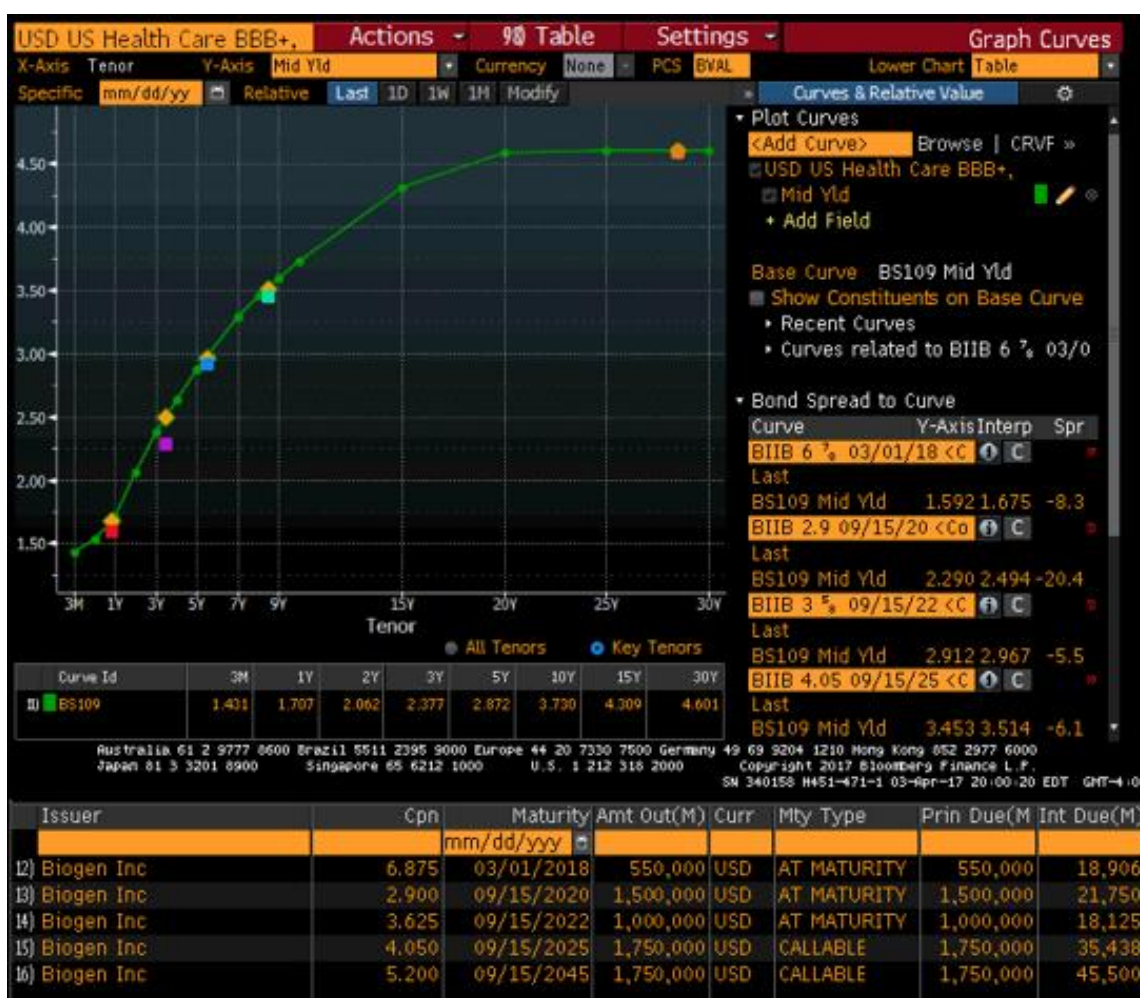 USD US Health Care BBB+, Actions 90 Table Settings Graph Curves
X-Axis Tenor Y-Axis Mid Yld Currency None PCS BVAL Lower Chart Table
Specific mm/dd/yy Relative Last 1D 1W 1M Modify » Curves & Relative Value
Plot Curves
<Add Curve> Browse | CRVF »
USD US Health Care BBB+,
Mid Yld
+ Add Field
Base Curve BS109 Mid Yld
Show Constituents on Base Curve
Recent Curves
Curves related to BIIB 6 ⅞ 03/0
Bond Spread to Curve
Curve Y-Axis Interp Spr
BIIB 6 ⅞ 03/01/18 <C C
Last
BS109 Mid Yld 1.592 1.675 -8.3
BIIB 2.9 09/15/20 <Co C
Last
BS109 Mid Yld 2.290 2.494 -20.4
BIIB 3 ⅝ 09/15/22 <C C
Last
BS109 Mid Yld 2.912 2.967 -5.5
BIIB 4.05 09/15/25 <C C
Last
BS109 Mid Yld 3.453 3.514 -6.1
4.50
4.00
3.50
3.00
2.50
2.00
1.50
3M 1Y 3Y 5Y 7Y 9Y 15Y 20Y 25Y 30Y
Tenor
All Tenors Key Tenors
Curve Id 3M 1Y 2Y 3Y 5Y 10Y 15Y 30Y
BS109 1.431 1.707 2.062 2.377 2.872 3.730 4.309 4.601
Australia 61 2 9777 8600 Brazil 5511 2395 9000 Europe 44 20 7330 7500 Germany 49 69 9204 1210 Hong Kong 852 2977 6000
Japan 81 3 3201 8900 Singapore 65 6212 1000 U.S. 1 212 318 2000 Copyright 2017 Bloomberg Finance L.P.
SN 340158 H451-471-1 03-Apr-17 20:00:20 EDT GMT-4:0
Issuer Cpn Maturity Amt Out(M) Curr Mty Type Prin Due(M Int Due(M)
mm/dd/yyy
12) Biogen Inc 6.875 03/01/2018 550,000 USD AT MATURITY 550,000 18,906
13) Biogen Inc 2.900 09/15/2020 1,500,000 USD AT MATURITY 1,500,000 21,750
14) Biogen Inc 3.625 09/15/2022 1,000,000 USD AT MATURITY 1,000,000 18,125
15) Biogen Inc 4.050 09/15/2025 1,750,000 USD CALLABLE 1,750,000 35,438
16) Biogen Inc 5.200 09/15/2045 1,750,000 USD CALLABLE 1,750,000 45,500